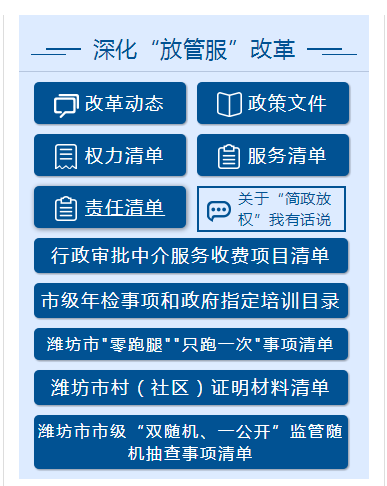 深化“放管服”改革
改革动态
政策文件
权力清单
服务清单
责任清单
关于“简政放
权”我有话说
行政审批中介服务收费项目清单
市级年检事项和政府指定培训目录
潍坊市"零跑腿""只跑一次"事项清单
潍坊市村（社区）证明材料清单
潍坊市市级“双随机、一公开”监管随
机抽查事项清单